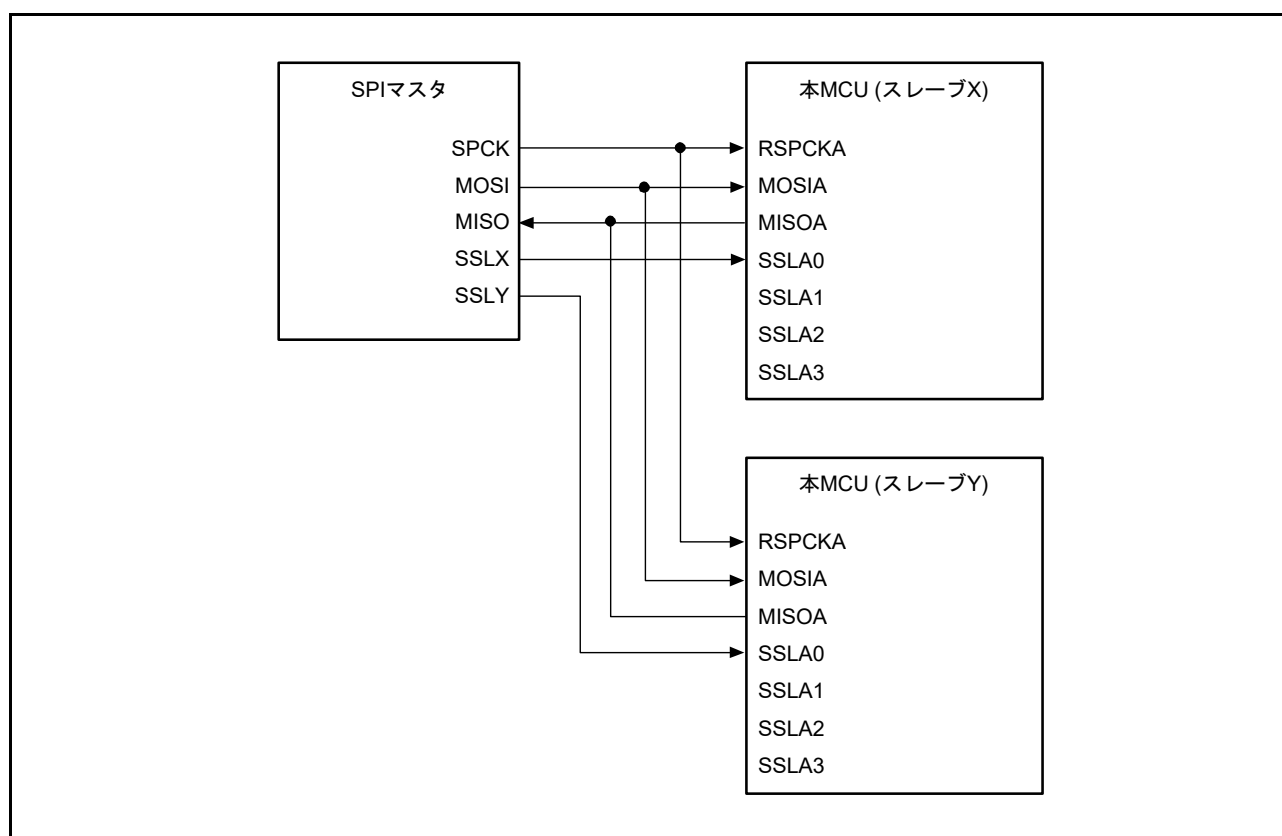 SPIマスタ
SPCK
MOSI
MISO
SSLX
SSLY
本MCU (スレーブX)
RSPCKA
MOSIA
MISOA
SSLA0
SSLA1
SSLA2
SSLA3
本MCU (スレーブY)
RSPCKA
MOSIA
MISOA
SSLA0
SSLA1
SSLA2
SSLA3